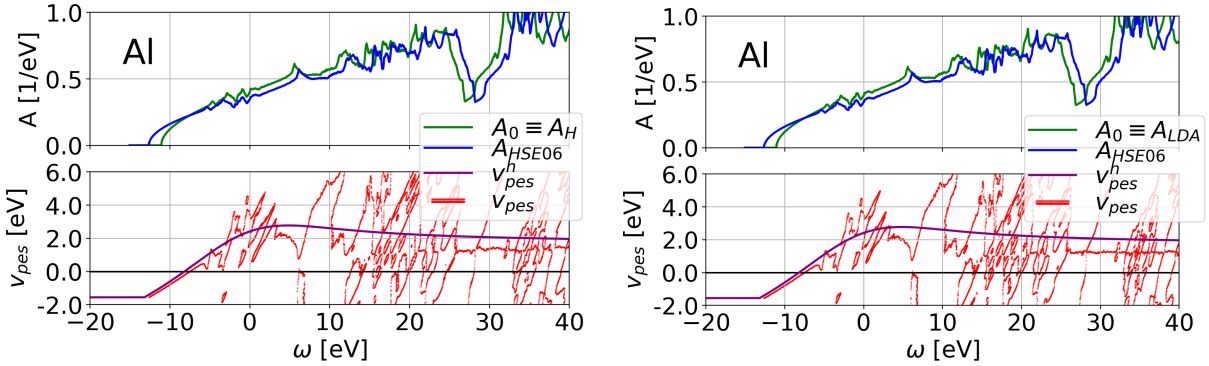 1.0
0.5
0.0
A [1/eV]
Al
A₀ ≡ A_H
A_HSE06
v^h_pes
v_pes
6.0
4.0
2.0
0.0
-2.0
v_pes [eV]
−20 −10 0 10 20 30 40
ω [eV]
1.0
0.5
0.0
A [1/eV]
Al
A₀ ≡ A_LDA
A_HSE06
v^h_pes
v_pes
6.0
4.0
2.0
0.0
-2.0
v_pes [eV]
−20 −10 0 10 20 30 40
ω [eV]